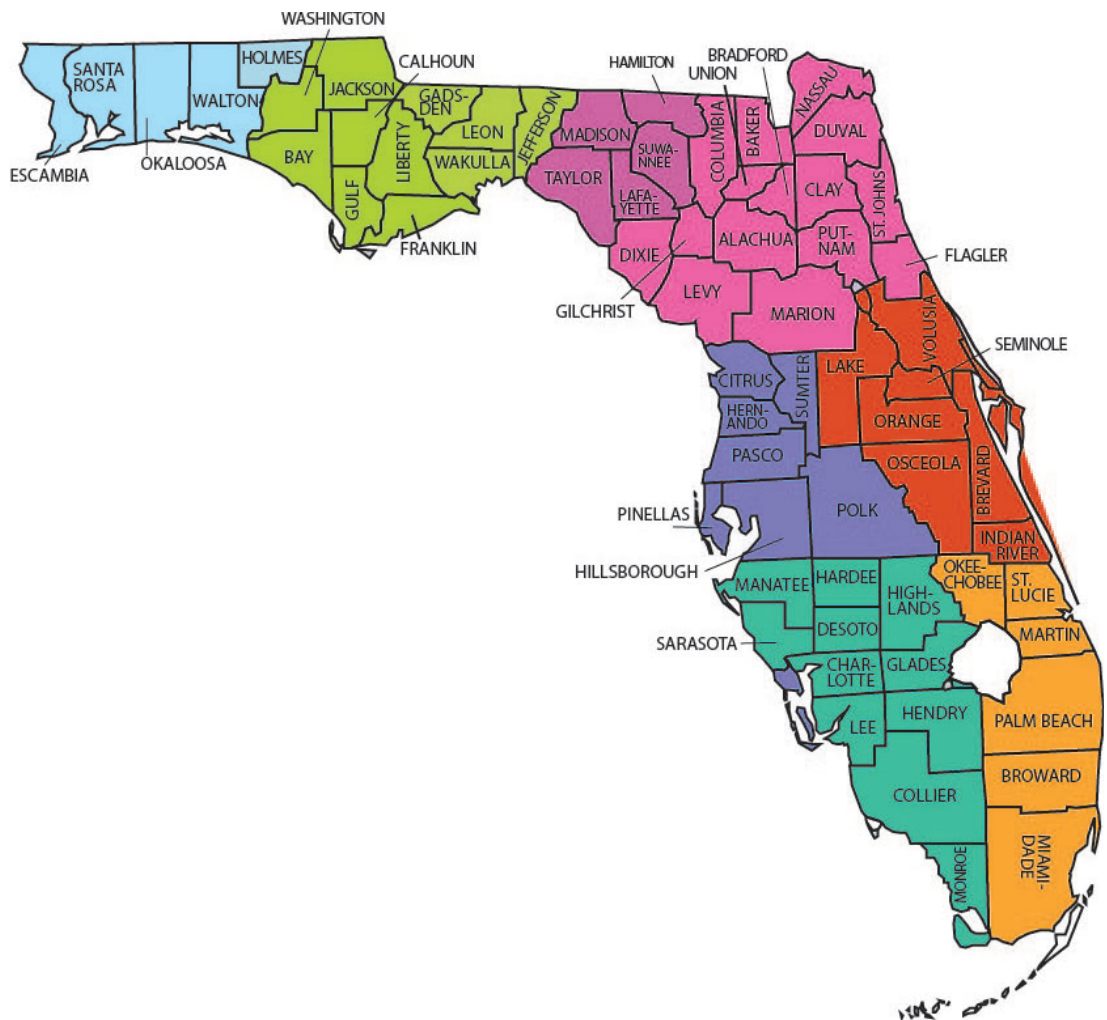 WASHINGTON
HOLMES
SANTA
ROSA
WALTON
JACKSON
CALHOUN
GADS-
DEN
LEON
JEFFERSON
BAY
LIBERTY
WAKULLA
GULF
FRANKLIN
OKALOOSA
ESCAMBIA
HAMILTON
BRADFORD
UNION
NASSAU
MADISON
COLUMBIA
BAKER
DUVAL
SUWA-
NNEE
TAYLOR
LAFA-
YETTE
CLAY
ST. JOHNS
DIXIE
ALACHUA
PUT-
NAM
FLAGLER
GILCHRIST
LEVY
MARION
VOLUSIA
SEMINOLE
CITRUS
SUMTER
LAKE
HERN-
ANDO
ORANGE
PASCO
OSCEOLA
BREVARD
PINELLAS
POLK
HILLSBOROUGH
INDIAN
RIVER
MANATEE
HARDEE
HIGH-
LANDS
OKEE-
CHOBEE
ST.
LUCIE
SARASOTA
DESOTO
MARTIN
CHAR-
LOTTE
GLADES
LEE
HENDRY
PALM BEACH
BROWARD
COLLIER
MONROE
MIAMI-
DADE